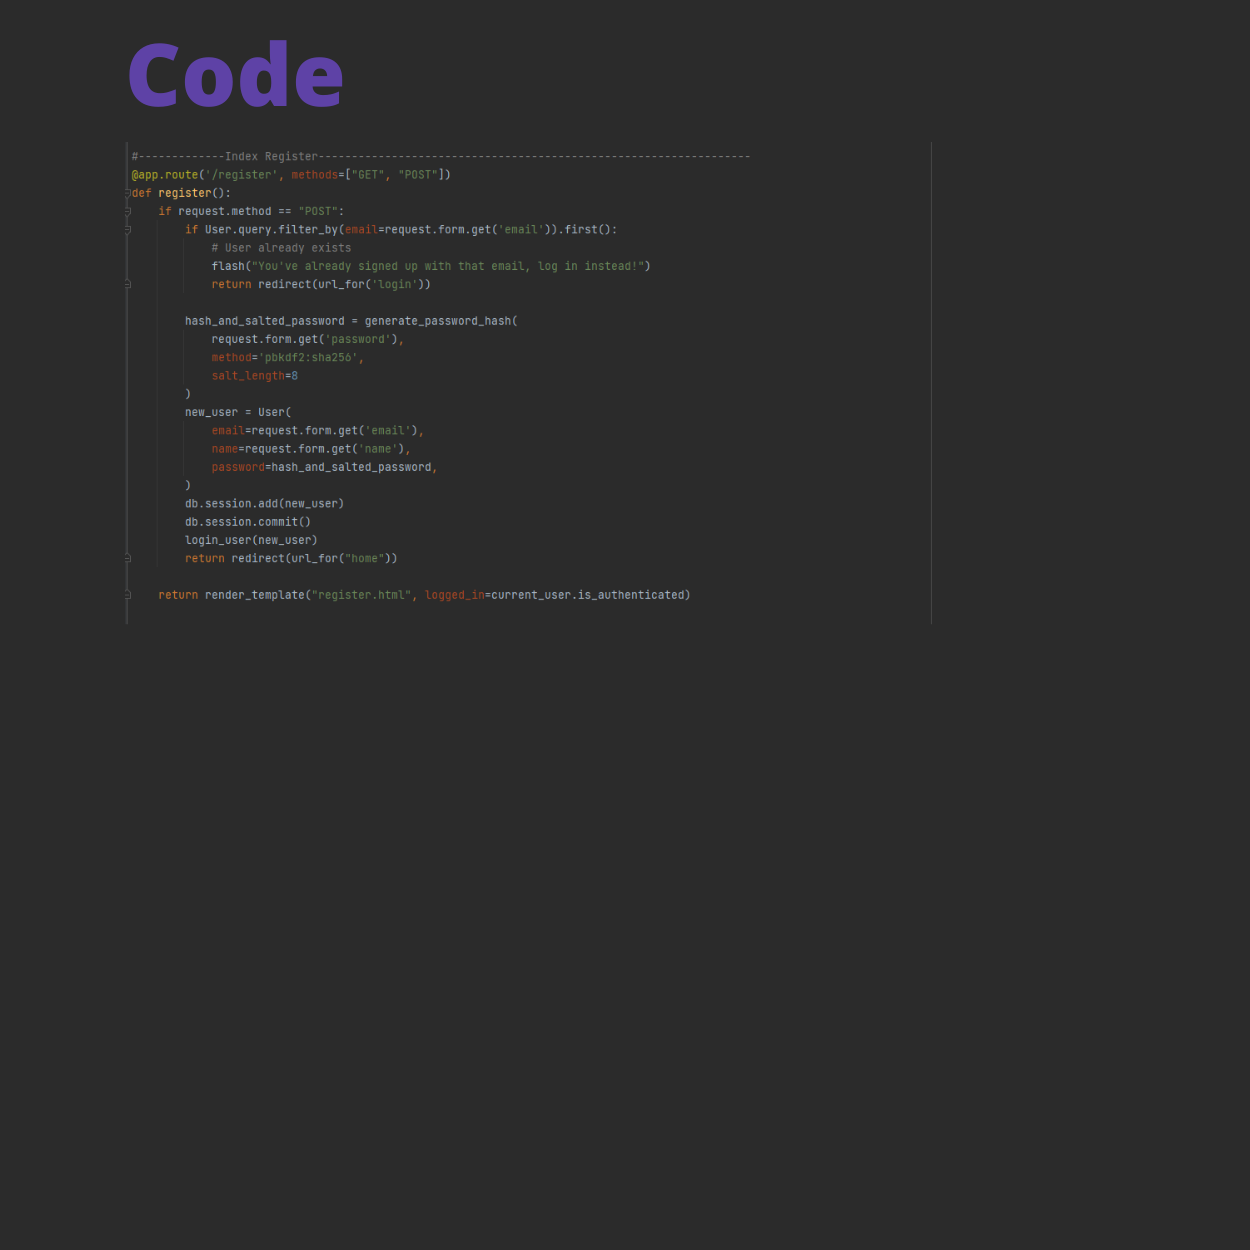 Code
#-------------Index Register-----------------------------------------------------------------
@app.route('/register', methods=["GET", "POST"])
def register():
    if request.method == "POST":
        if User.query.filter_by(email=request.form.get('email')).first():
            # User already exists
            flash("You've already signed up with that email, log in instead!")
            return redirect(url_for('login'))
        hash_and_salted_password = generate_password_hash(
            request.form.get('password'),
            method='pbkdf2:sha256',
            salt_length=8
        )
        new_user = User(
            email=request.form.get('email'),
            name=request.form.get('name'),
            password=hash_and_salted_password,
        )
        db.session.add(new_user)
        db.session.commit()
        login_user(new_user)
        return redirect(url_for("home"))
    return render_template("register.html", logged_in=current_user.is_authenticated)